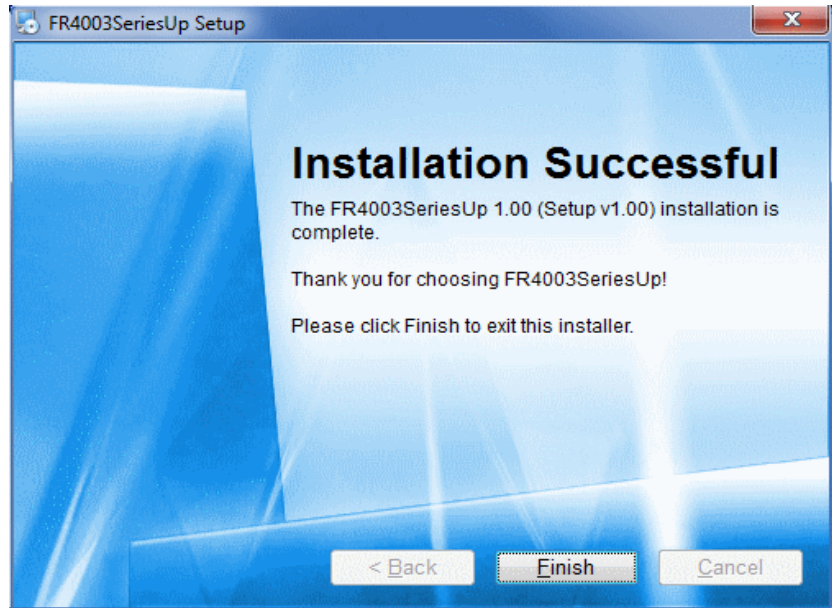 FR4003SeriesUp Setup
Installation Successful
The FR4003SeriesUp 1.00 (Setup v1.00) installation is
complete.
Thank you for choosing FR4003SeriesUp!
Please click Finish to exit this installer.
< Back
Finish
Cancel